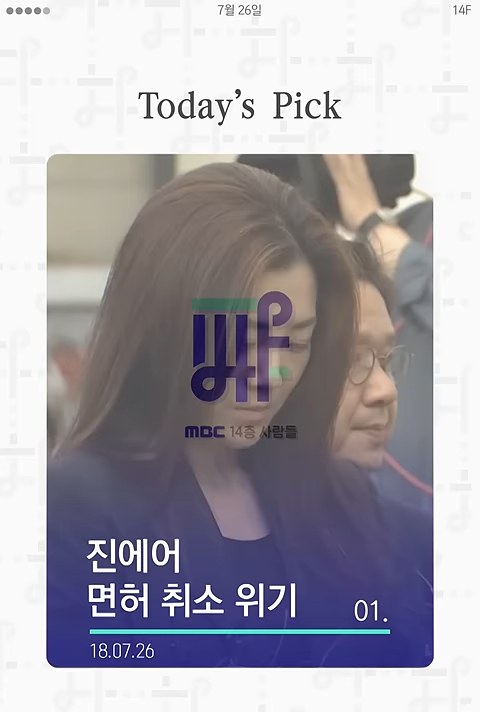 7월 26일
14F
Today's Pick
14F
MBC 14층 사람들
진에어
면허 취소 위기
01.
18.07.26